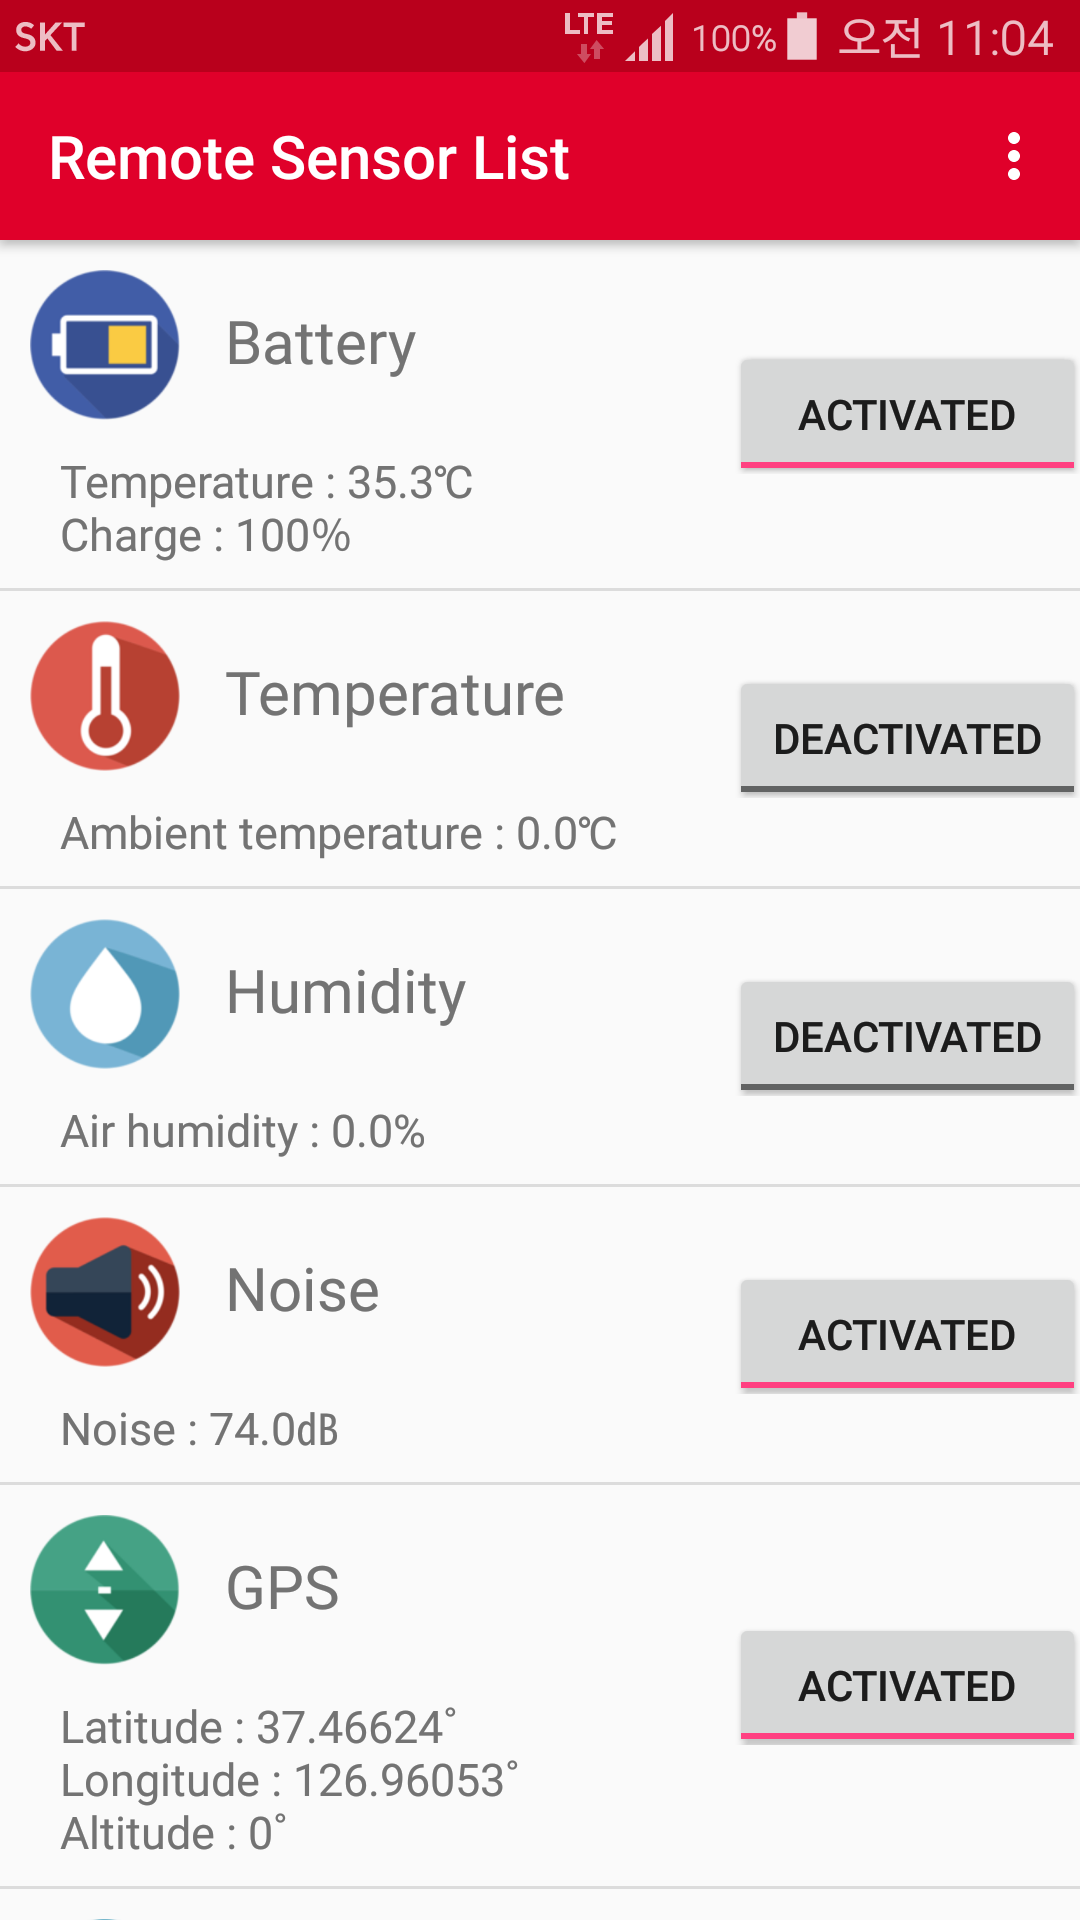 SKT LTE 100% 오전 11:04
Remote Sensor List
Battery
ACTIVATED
Temperature : 35.3℃
Charge : 100%
Temperature
DEACTIVATED
Ambient temperature : 0.0℃
Humidity
DEACTIVATED
Air humidity : 0.0%
Noise
ACTIVATED
Noise : 74.0dB
GPS
ACTIVATED
Latitude : 37.46624˚
Longitude : 126.96053˚
Altitude : 0˚